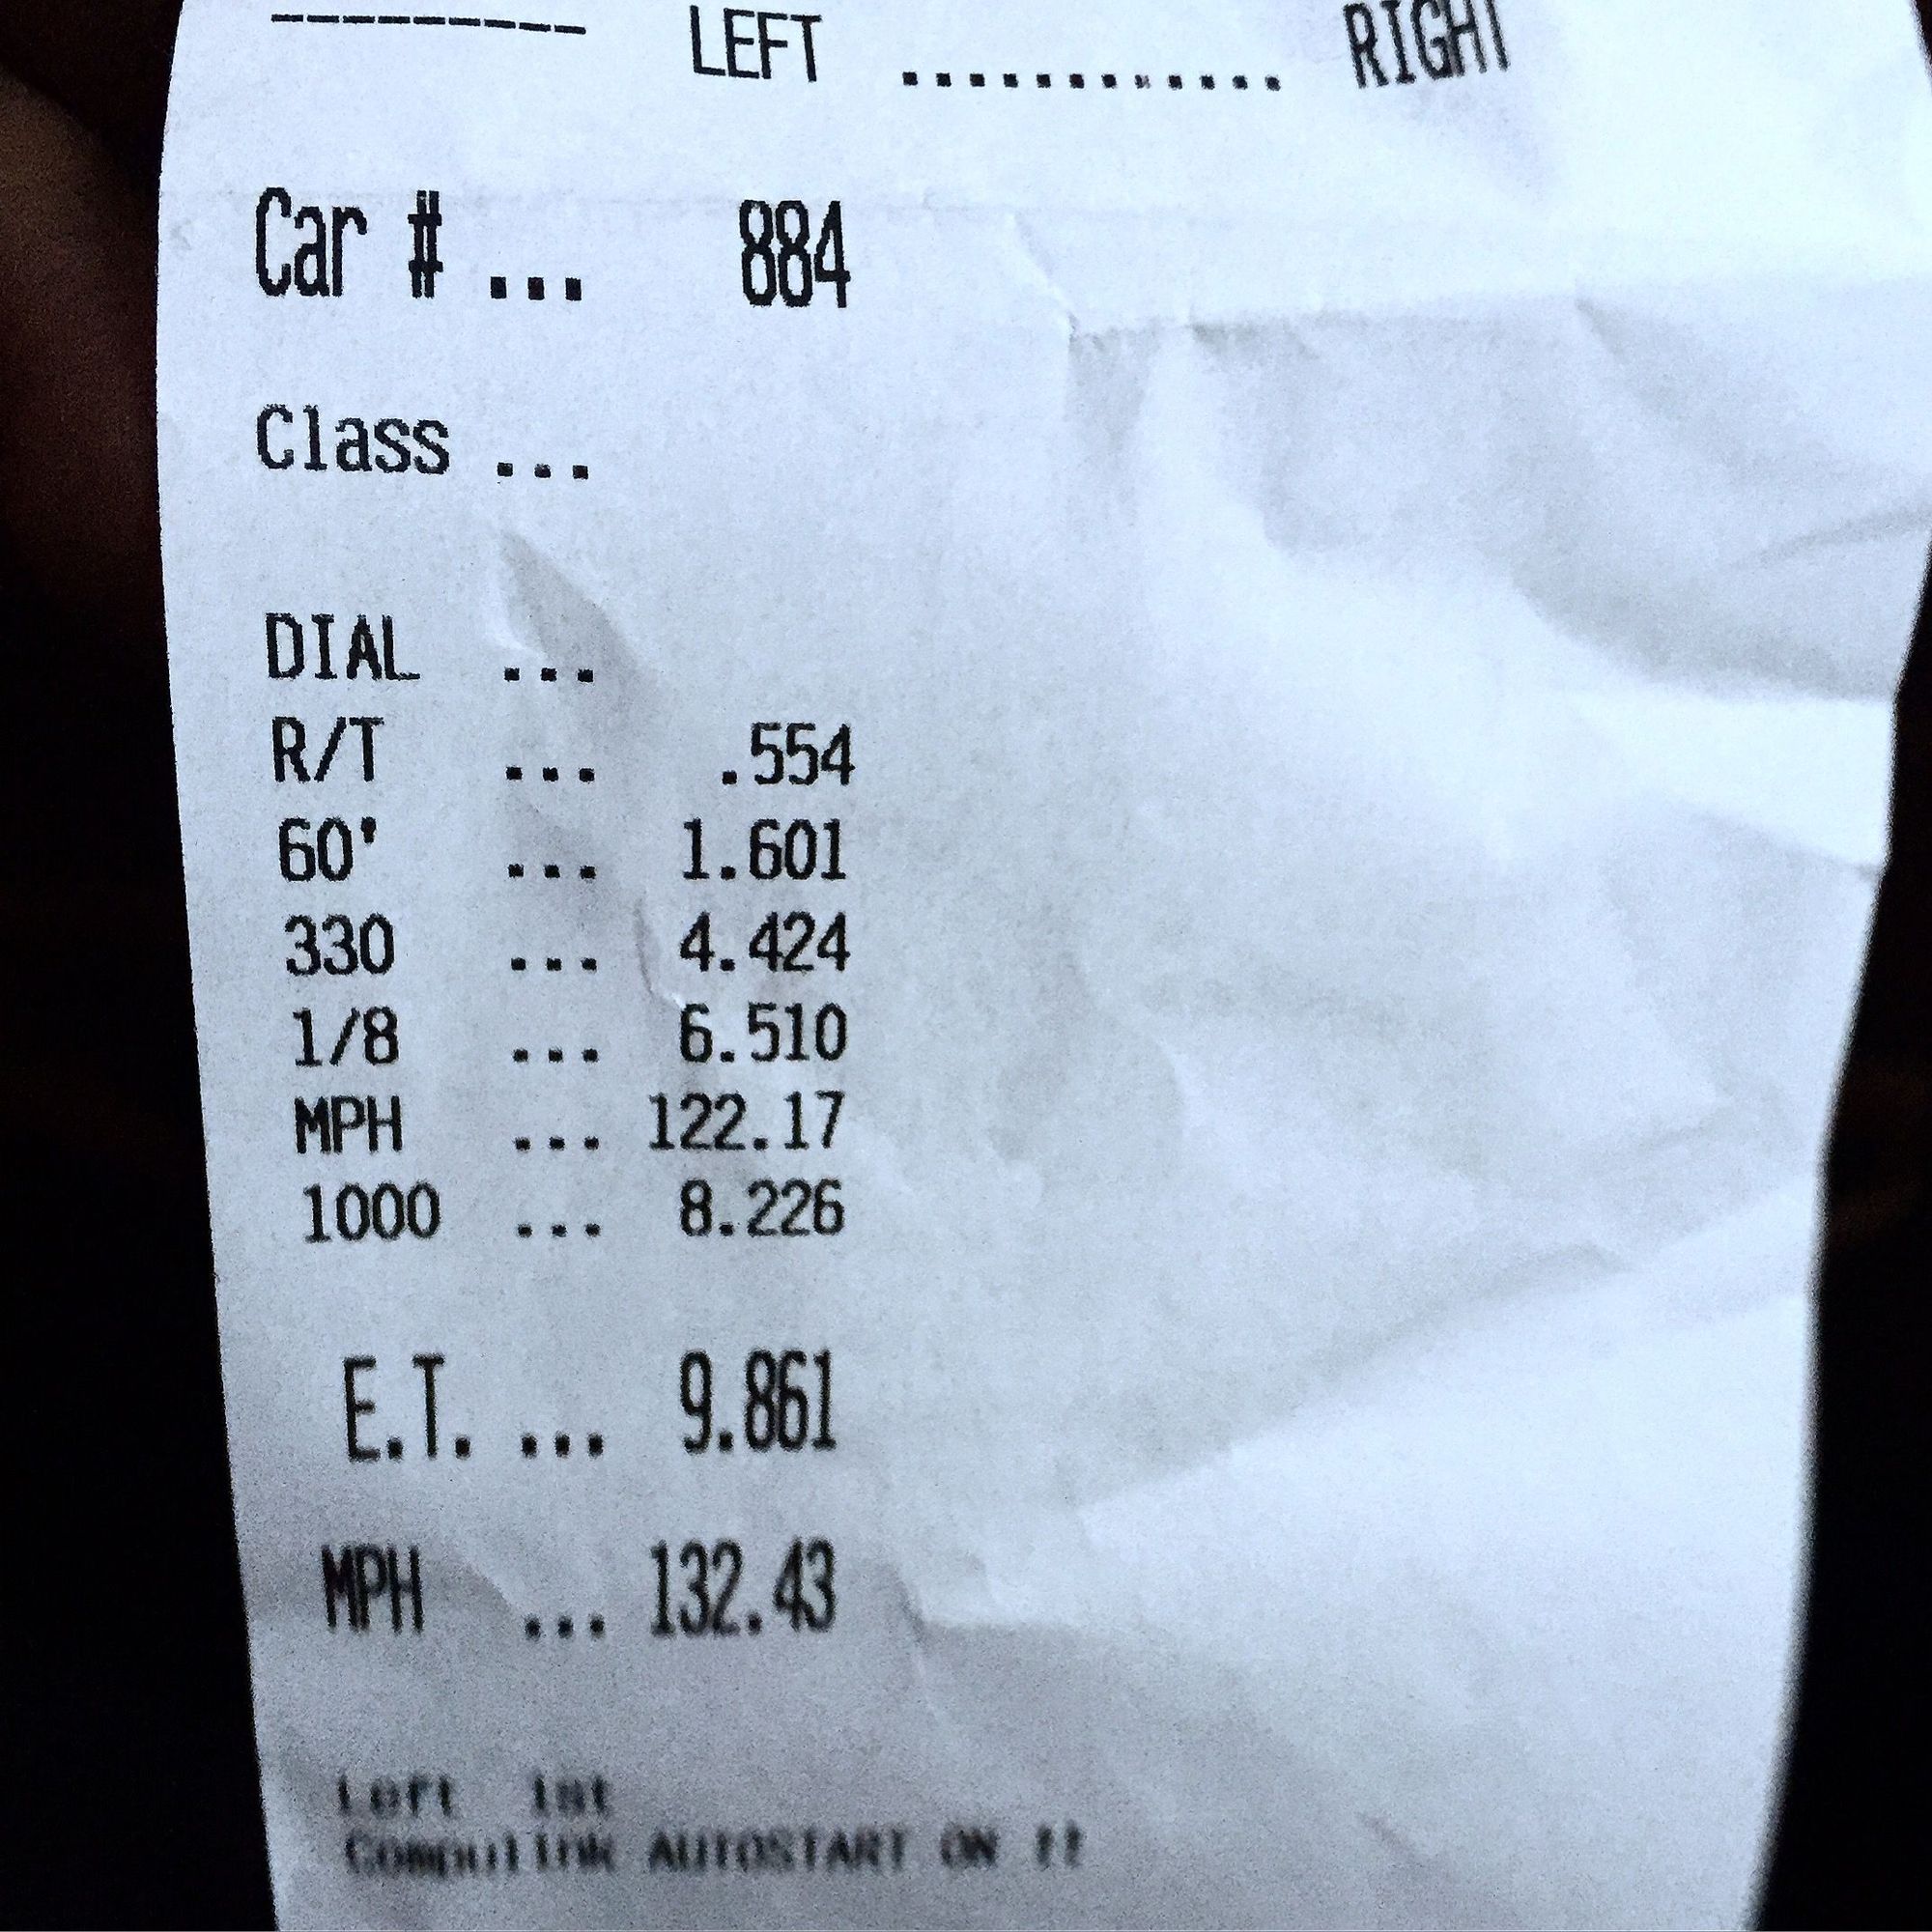 --------- LEFT ............ RIGHT
Car # ... 884
Class ...
DIAL ...
R/T ... .554
60' ... 1.601
330 ... 4.424
1/8 ... 6.510
MPH ... 122.17
1000 ... 8.226
E.T. ... 9.861
MPH ... 132.43
Left 1st
Compulink AUTOSTART ON !!